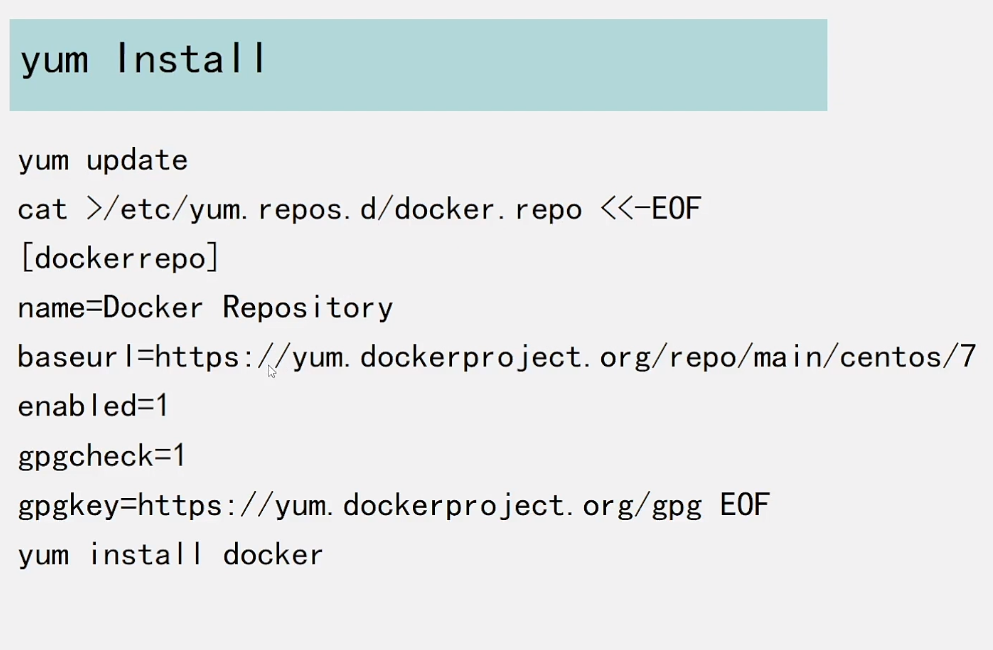 yum Install
yum update
cat >/etc/yum.repos.d/docker.repo <<-EOF
[dockerrepo]
name=Docker Repository
baseurl=https://yum.dockerproject.org/repo/main/centos/7
enabled=1
gpgcheck=1
gpgkey=https://yum.dockerproject.org/gpg EOF
yum install docker